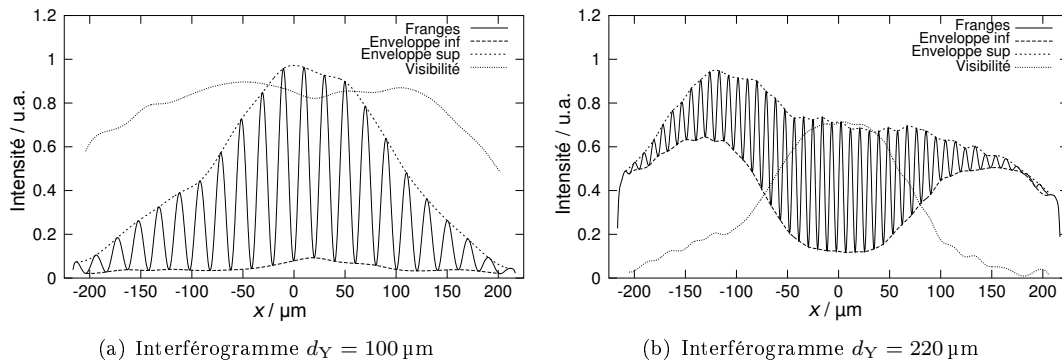 1.2
1
0.8
0.6
0.4
0.2
0
Intensité / u.a.
Franges
Enveloppe inf
Enveloppe sup
Visibilité
-200 -150 -100 -50 0 50 100 150 200
x / µm
(a) Interférogramme dY = 100 µm
1.2
1
0.8
0.6
0.4
0.2
0
Intensité / u.a.
Franges
Enveloppe inf
Enveloppe sup
Visibilité
-200 -150 -100 -50 0 50 100 150 200
x / µm
(b) Interférogramme dY = 220 µm